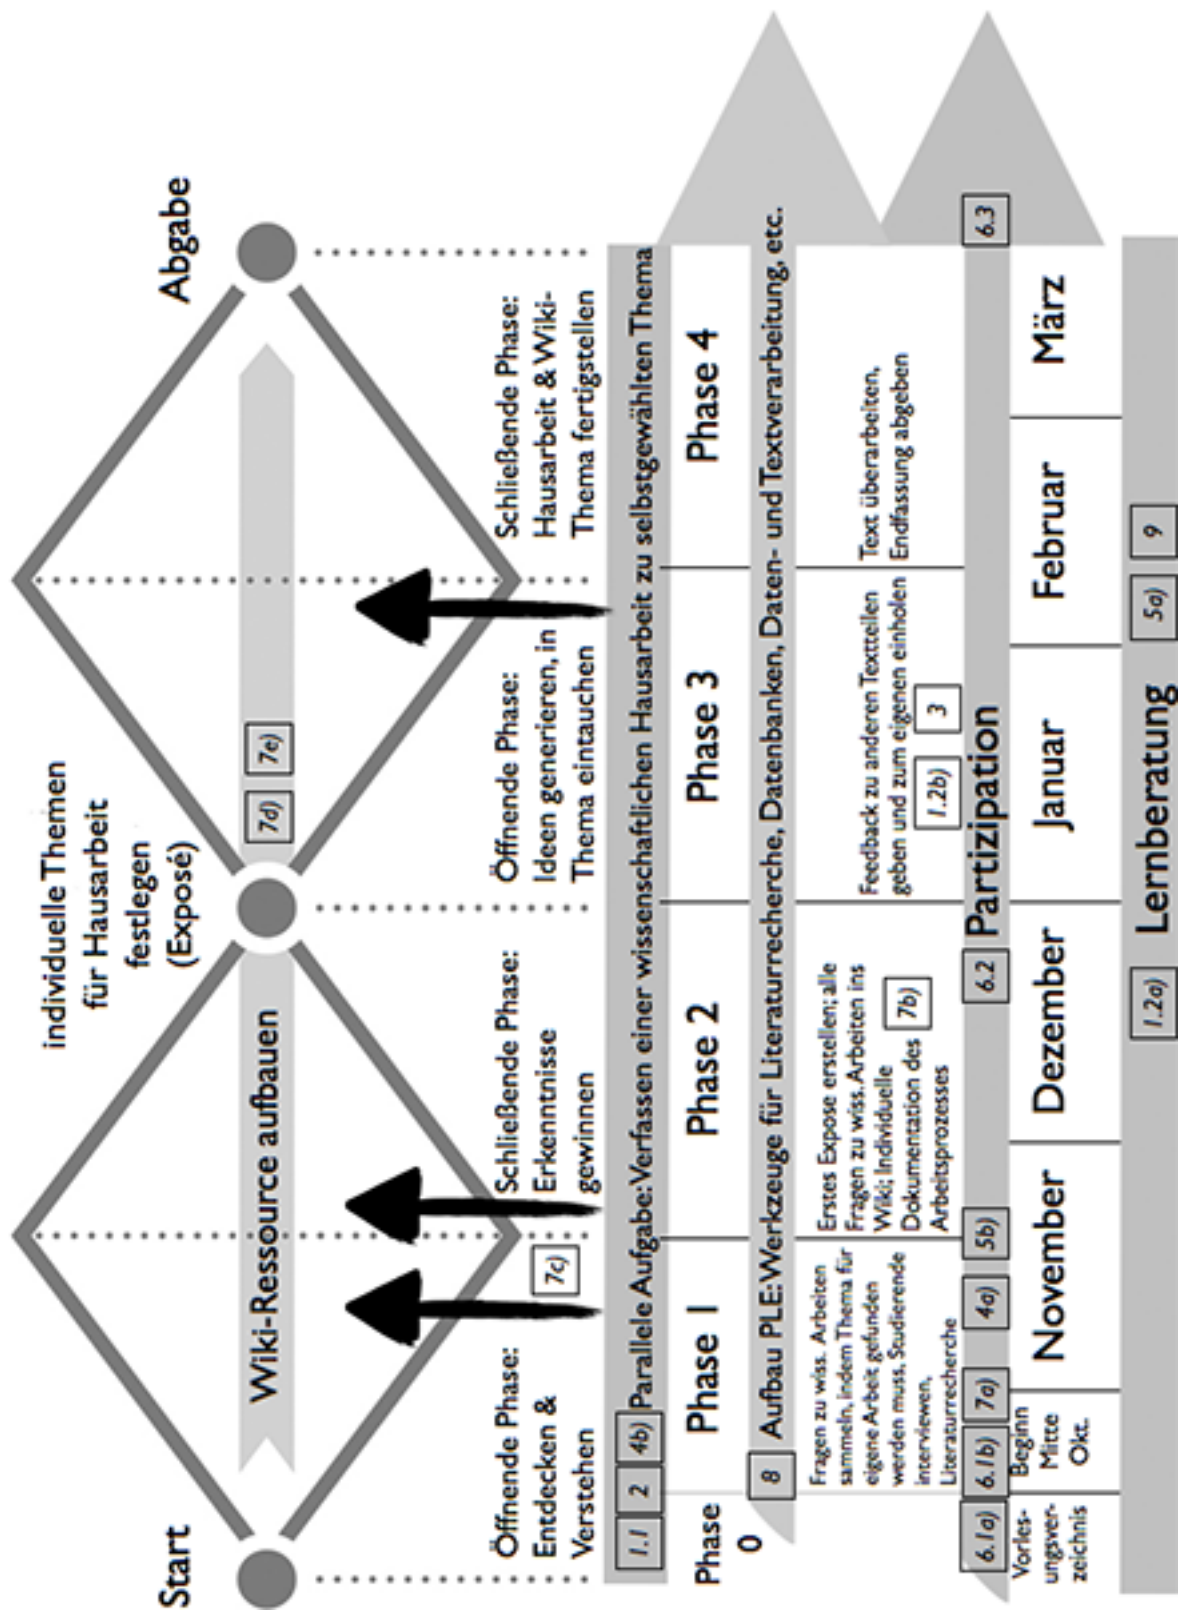 individuelle Themen
für Hausarbeit
festlegen
(Exposé)
Start
Abgabe
Wiki-Ressource aufbauen
7d)
7e)
Öffnende Phase:
Entdecken &
Verstehen
7c)
Schließende Phase:
Erkenntnisse
gewinnen
Öffnende Phase:
Ideen generieren, in
Thema eintauchen
Schließende Phase:
Hausarbeit & Wiki-
Thema fertigstellen
1.1
2
4b)
Parallele Aufgabe: Verfassen einer wissenschaftlichen Hausarbeit zu selbstgewählten Thema
Phase
0
Phase 1
Phase 2
Phase 3
Phase 4
8
Aufbau PLE: Werkzeuge für Literaturrecherche, Datenbanken, Daten- und Textverarbeitung, etc.
Fragen zu wiss. Arbeiten
sammeln, indem Thema für
eigene Arbeit gefunden
werden muss, Studierende
interviewen,
Literaturrecherche
Erstes Expose erstellen; alle
Fragen zu wiss. Arbeiten ins
Wiki; Individuelle
Dokumentation des
Arbeitsprozesses
7b)
Feedback zu anderen Textteilen
geben und zum eigenen einholen
1.2b)
3
Text überarbeiten,
Endfassung abgeben
6.1a)
6.1b)
7a)
4a)
5b)
6.2
Partizipation
6.3
Vorles-
ungsver-
zeichnis
Beginn
Mitte
Okt.
November
Dezember
Januar
Februar
März
1.2a)
Lernberatung
5a)
9